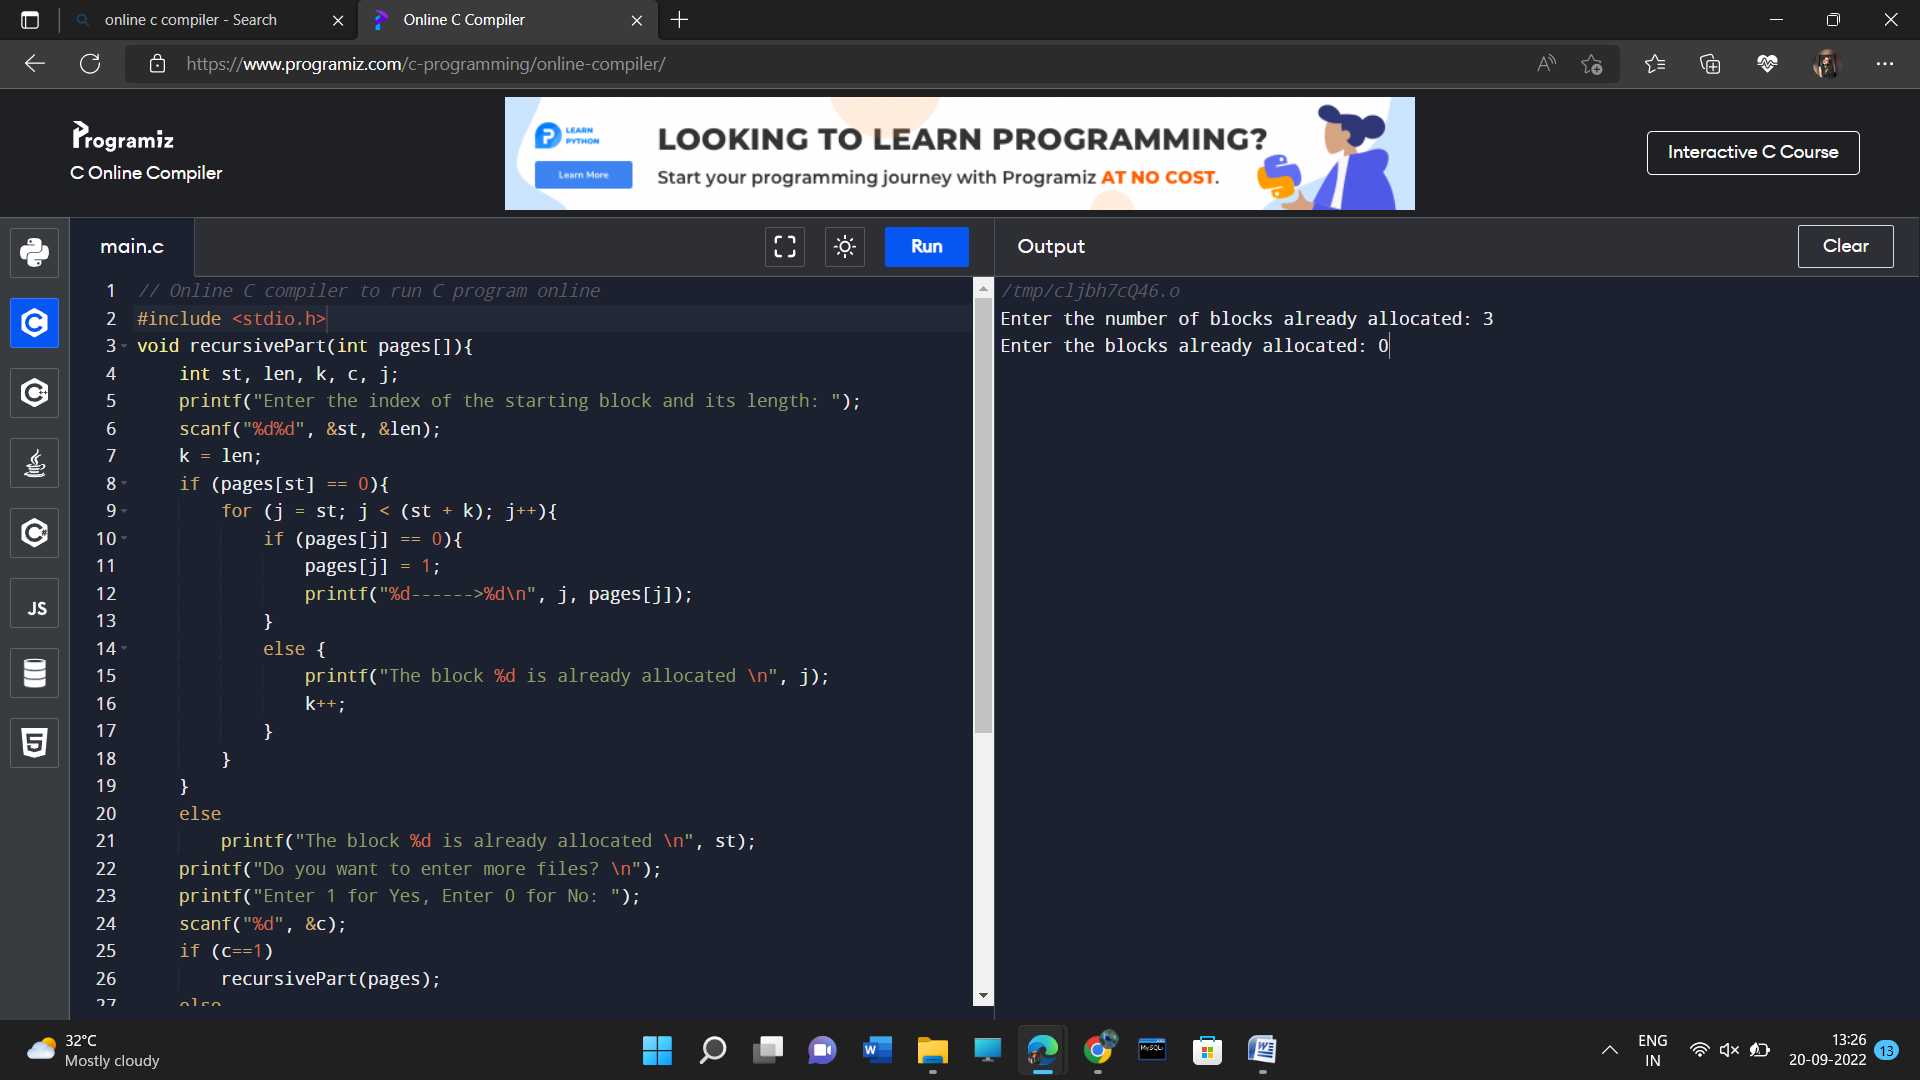 online c compiler - Search
Online C Compiler
https://www.programiz.com/c-programming/online-compiler/
Programiz
C Online Compiler
LEARN
PYTHON
Learn More
LOOKING TO LEARN PROGRAMMING?
Start your programming journey with Programiz AT NO COST.
Interactive C Course
main.c
Run
Output
Clear
1 // Online C compiler to run C program online
2 #include <stdio.h>
3 void recursivePart(int pages[]){
4 int st, len, k, c, j;
5 printf("Enter the index of the starting block and its length: ");
6 scanf("%d%d", &st, &len);
7 k = len;
8 if (pages[st] == 0){
9 for (j = st; j < (st + k); j++){
10 if (pages[j] == 0){
11 pages[j] = 1;
12 printf("%d------>%d\n", j, pages[j]);
13 }
14 else {
15 printf("The block %d is already allocated \n", j);
16 k++;
17 }
18 }
19 }
20 else
21 printf("The block %d is already allocated \n", st);
22 printf("Do you want to enter more files? \n");
23 printf("Enter 1 for Yes, Enter 0 for No: ");
24 scanf("%d", &c);
25 if (c==1)
26 recursivePart(pages);
27 else
/tmp/cljbh7cQ46.o
Enter the number of blocks already allocated: 3
Enter the blocks already allocated: 0
JS
32°C
Mostly cloudy
MySQL
ENG
IN
13:26
20-09-2022
13